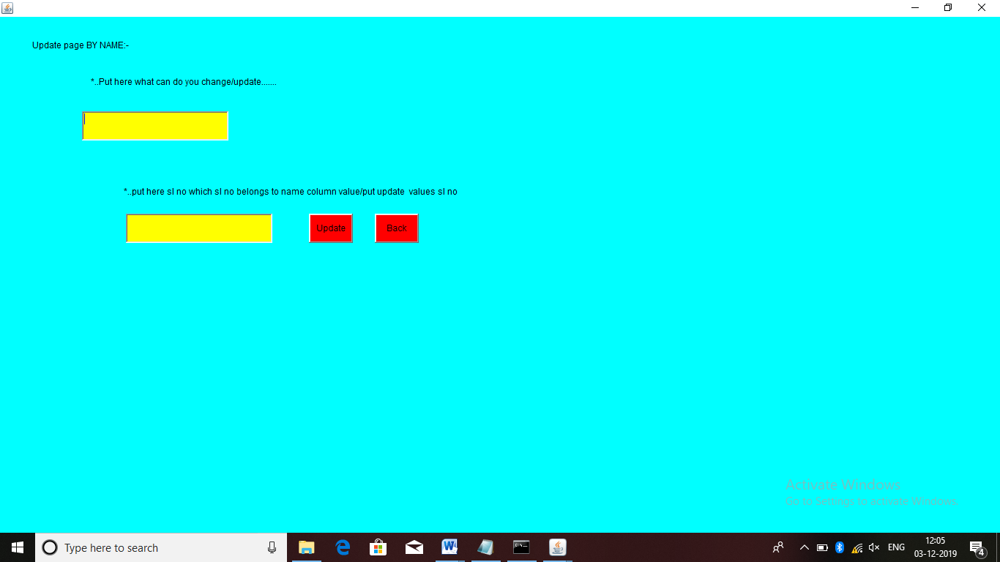 Update page BY NAME:-
*..Put here what can do you change/update.......
*..put here sl no which sl no belongs to name column value/put update  values sl no
Update Back
Activate Windows
Go to Settings to activate Windows.
Type here to search
ENG
12:05
03-12-2019
4